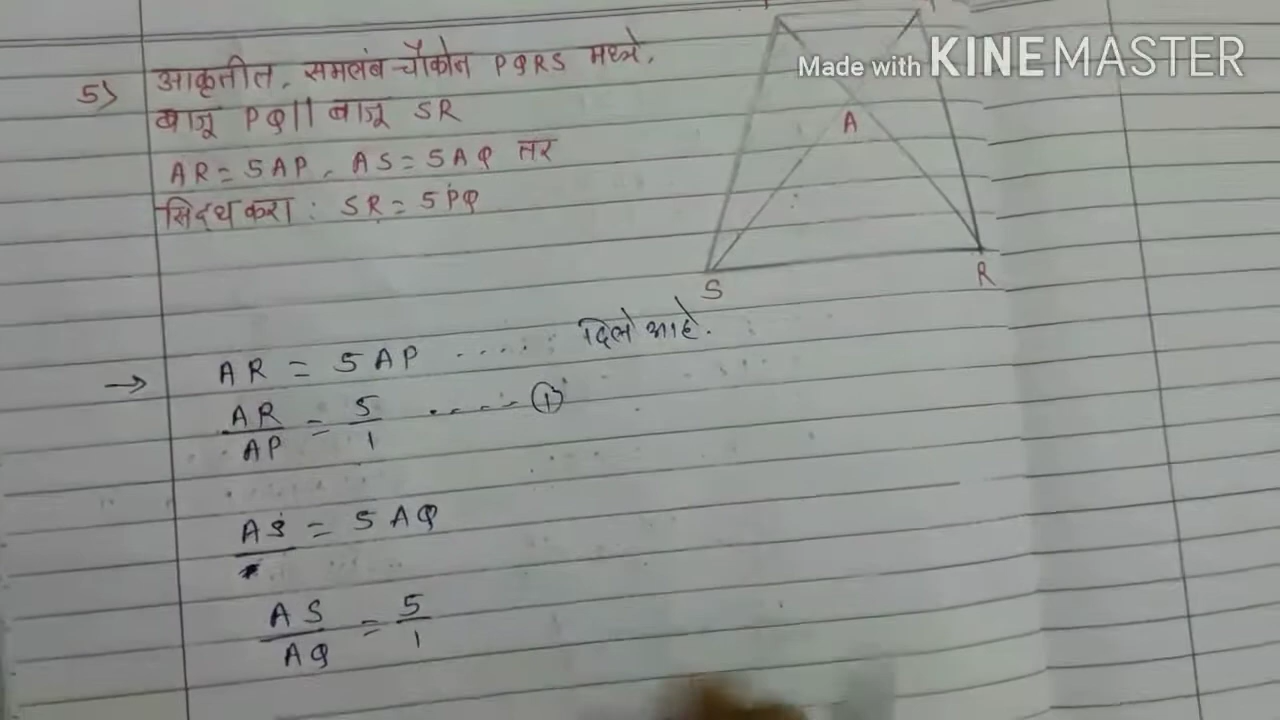 Made with KINEMASTER
5) आकृतीत, समलंब चौकोन PQRS मध्ये,
बाजू PQ || बाजू SR
AR = 5AP, AS = 5AQ तर
सिद्ध करा : SR = 5PQ
A
S
R
→ AR = 5AP ..... दिले आहे.
AR/AP = 5/1 ..... ①
AS = 5AQ
AS/AQ = 5/1